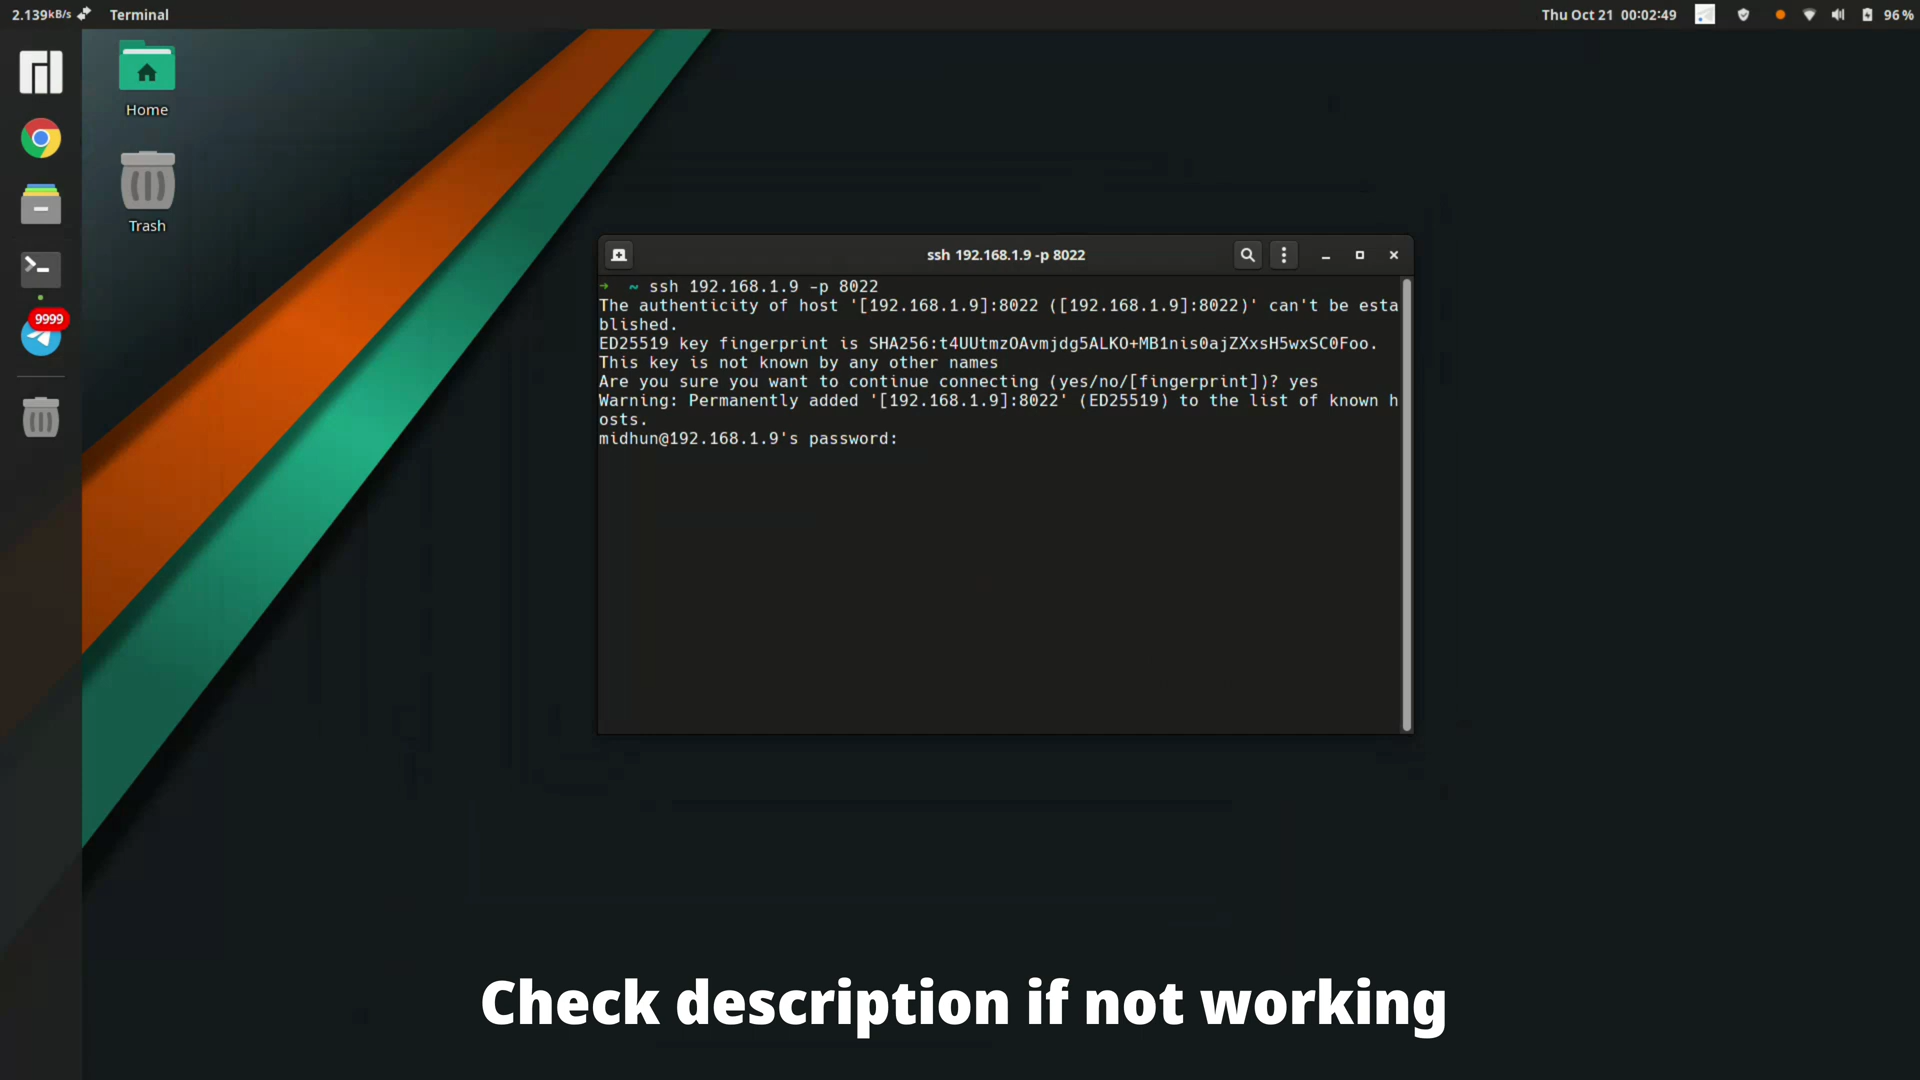 2.139kB/s Terminal
Thu Oct 21 00:02:49
96 %
Home
Trash
9999
ssh 192.168.1.9 -p 8022
→ ~ ssh 192.168.1.9 -p 8022
The authenticity of host '[192.168.1.9]:8022 ([192.168.1.9]:8022)' can't be esta
blished.
ED25519 key fingerprint is SHA256:t4UUtmzOAvmjdg5ALKO+MB1nis0ajZXxsH5wxSC0Foo.
This key is not known by any other names
Are you sure you want to continue connecting (yes/no/[fingerprint])? yes
Warning: Permanently added '[192.168.1.9]:8022' (ED25519) to the list of known h
osts.
midhun@192.168.1.9's password:
Check description if not working